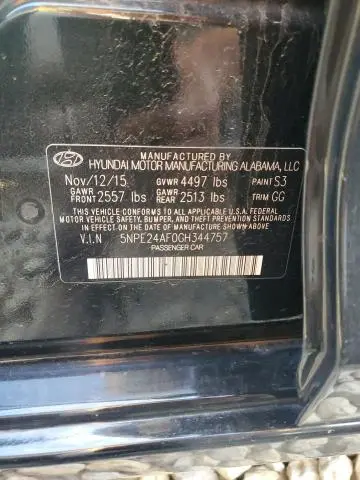 MANUFACTURED BY
HYUNDAI MOTOR MANUFACTURING ALABAMA, LLC
Nov/12/15 GVWR 4497 lbs PAINT S3
GAWR FRONT 2557 lbs GAWR REAR 2513 lbs TRIM GG
THIS VEHICLE CONFORMS TO ALL APPLICABLE U.S.A FEDERAL
MOTOR VEHICLE SAFETY, BUMPER, AND THEFT PREVENTION STANDARDS
IN EFFECT ON THE DATE OF MANUFACTURE SHOWN ABOVE.
V.I.N 5NPE24AF0GH344757
PASSENGER CAR